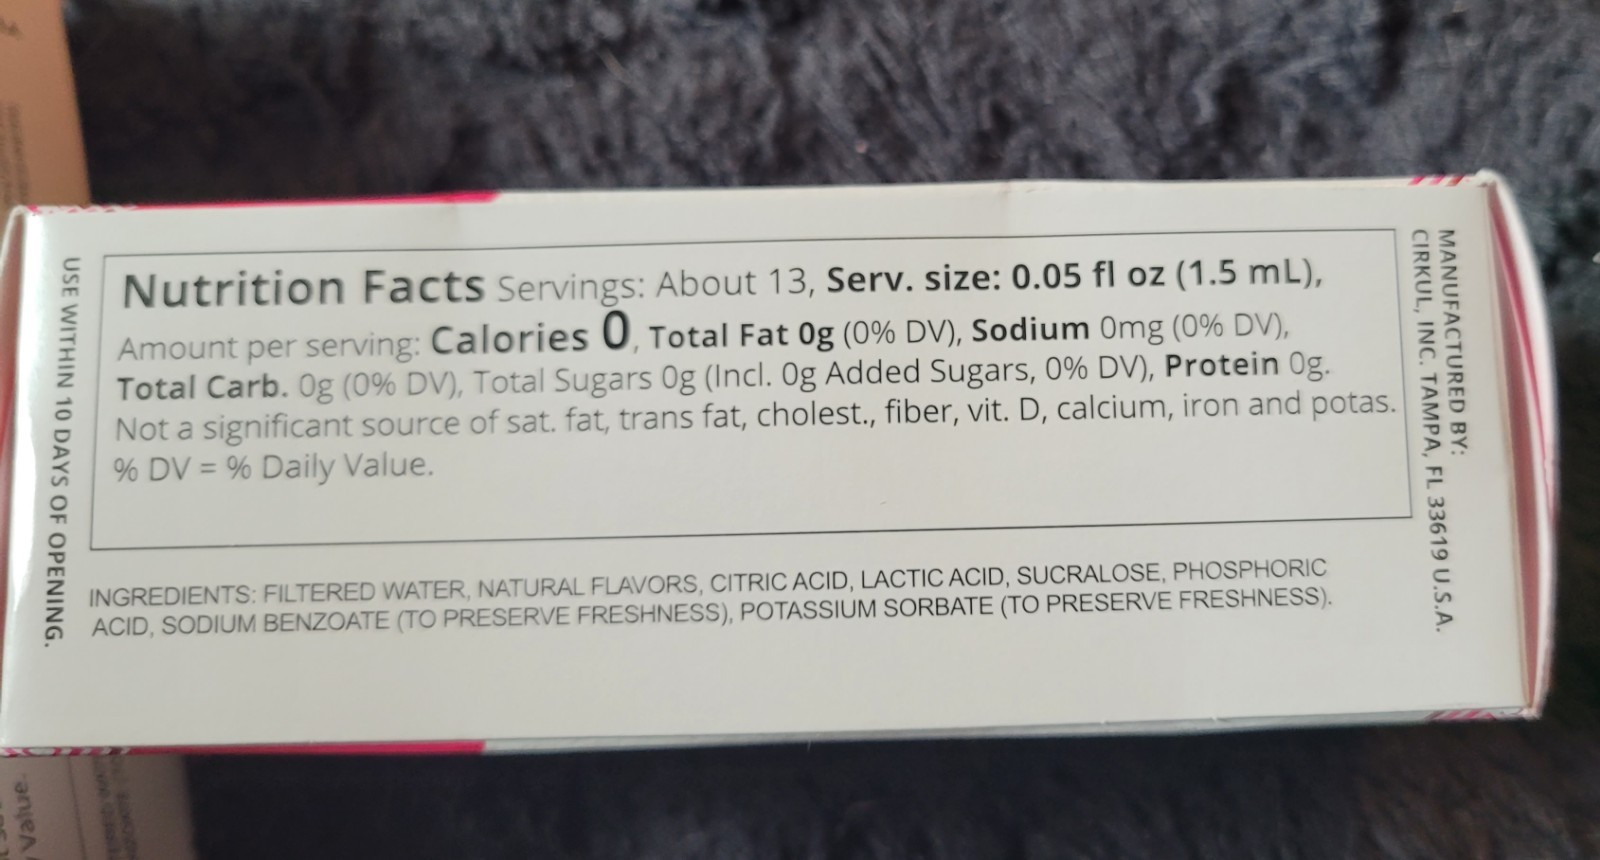 USE WITHIN 10 DAYS OF OPENING.
Nutrition Facts Servings: About 13, Serv. size: 0.05 fl oz (1.5 mL),
Amount per serving: Calories 0, Total Fat 0g (0% DV), Sodium 0mg (0% DV),
Total Carb. 0g (0% DV), Total Sugars 0g (Incl. 0g Added Sugars, 0% DV), Protein 0g.
Not a significant source of sat. fat, trans fat, cholest., fiber, vit. D, calcium, iron and potas.
% DV = % Daily Value.
INGREDIENTS: FILTERED WATER, NATURAL FLAVORS, CITRIC ACID, LACTIC ACID, SUCRALOSE, PHOSPHORIC
ACID, SODIUM BENZOATE (TO PRESERVE FRESHNESS), POTASSIUM SORBATE (TO PRESERVE FRESHNESS).
MANUFACTURED BY:
CIRKUL, INC. TAMPA, FL 33619 U.S.A.
Value.